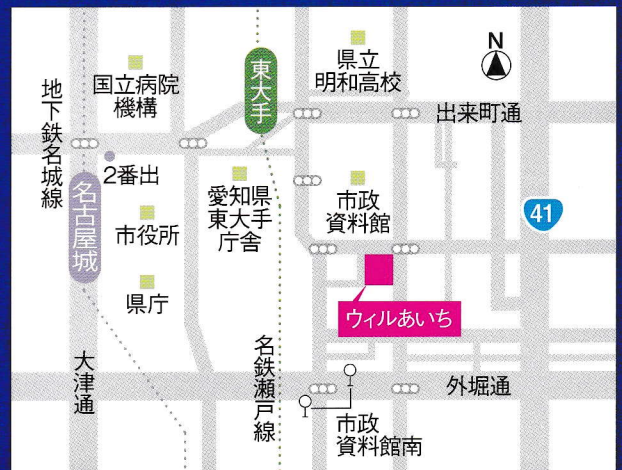 国立病院
機構
東大手
県立
明和高校
N
出来町通
地下鉄名城線
2番出
名古屋城
市役所
愛知県
東大手
庁舎
市政
資料館
41
県庁
ウィルあいち
大津通
名鉄瀬戸線
外堀通
市政
資料館南